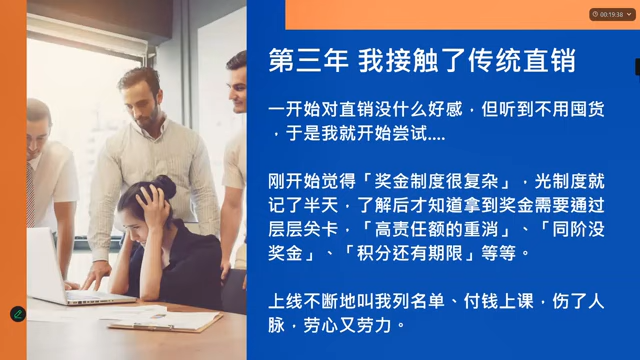 00:19:38
第三年 我接触了传统直销
一开始对直销没什么好感，但听到不用囤货
，于是我就开始尝试....
刚开始觉得「奖金制度很复杂」，光制度就
记了半天，了解后才知道拿到奖金需要通过
层层关卡，「高责任额的重消」、「同阶没
奖金」、「积分还有期限」等等。
上线不断地叫我列名单、付钱上课，伤了人
脉，劳心又劳力。